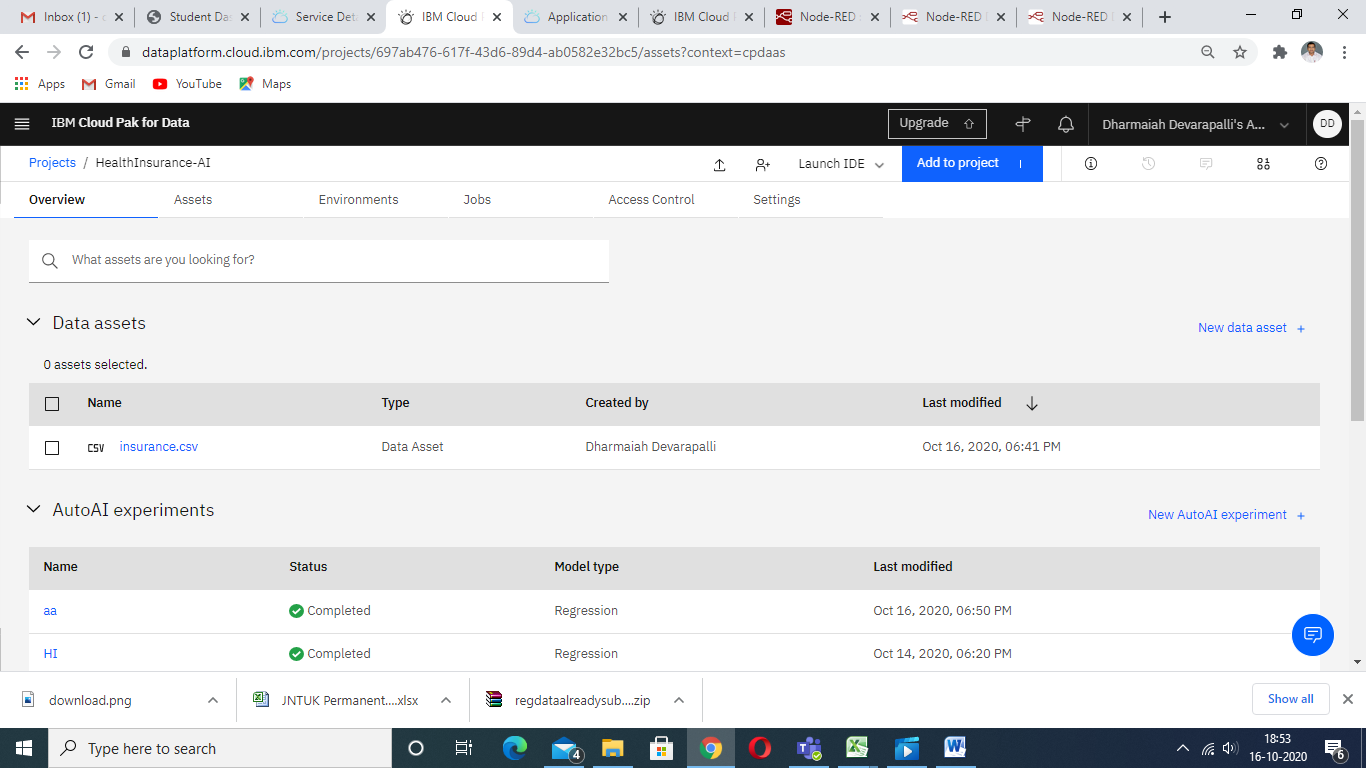 Inbox (1) - c
Student Das
Service Deta
IBM Cloud
Application
IBM Cloud
Node-RED
Node-RED
Node-RED
dataplatform.cloud.ibm.com/projects/697ab476-617f-43d6-89d4-ab0582e32bc5/assets?context=cpdaas
Apps Gmail YouTube Maps
IBM Cloud Pak for Data Upgrade Dharmaiah Devarapalli's A... DD
Projects / HealthInsurance-AI Launch IDE Add to project
Overview Assets Environments Jobs Access Control Settings
What assets are you looking for?
Data assets New data asset +
0 assets selected.
Name Type Created by Last modified
CSV insurance.csv Data Asset Dharmaiah Devarapalli Oct 16, 2020, 06:41 PM
AutoAI experiments New AutoAI experiment +
Name Status Model type Last modified
aa Completed Regression Oct 16, 2020, 06:50 PM
HI Completed Regression Oct 14, 2020, 06:20 PM
download.png JNTUK Permanent....xlsx regdataalreadysub....zip Show all
Type here to search 4 18:53
16-10-2020 6